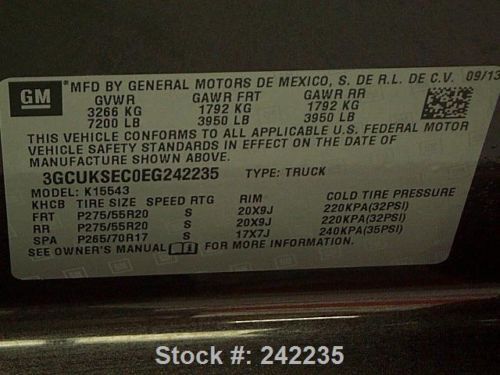 GM MFD BY GENERAL MOTORS DE MEXICO, S. DE R.L. DE C.V. 09/13
GVWR GAWR FRT GAWR RR
3266 KG 1792 KG 1792 KG
7200 LB 3950 LB 3950 LB
THIS VEHICLE CONFORMS TO ALL APPLICABLE U.S. FEDERAL MOTOR
VEHICLE SAFETY STANDARDS IN EFFECT ON THE DATE OF
MANUFACTURE SHOWN ABOVE.
3GCUKSEC0EG242235 TYPE: TRUCK
MODEL: K15543
KHCB TIRE SIZE SPEED RTG RIM COLD TIRE PRESSURE
FRT P275/55R20 S 20X9J 220KPA(32PSI)
RR P275/55R20 S 20X9J 220KPA(32PSI)
SPA P265/70R17 S 17X7J 240KPA(35PSI)
SEE OWNER'S MANUAL FOR MORE INFORMATION.
Stock #: 242235